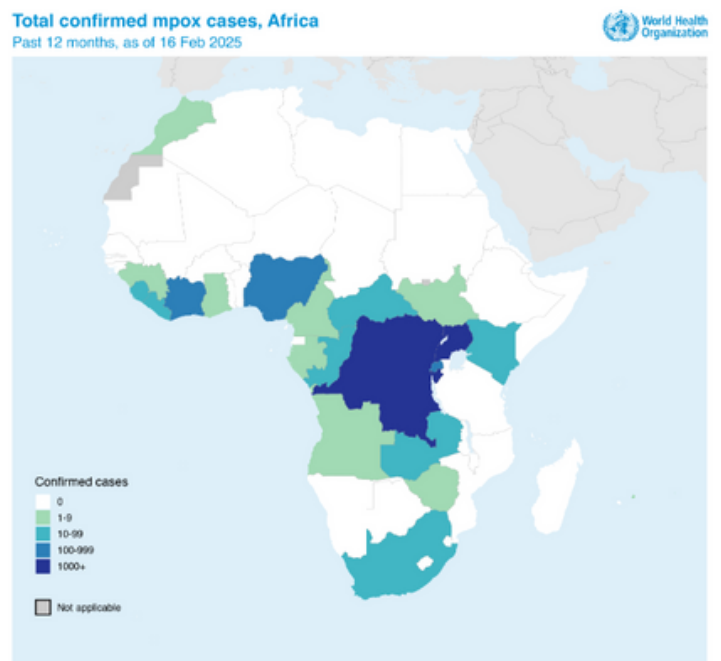 Total confirmed mpox cases, Africa
Past 12 months, as of 16 Feb 2025
World Health
Organization
Confirmed cases
0
1-9
10-99
100-999
1000+
Not applicable